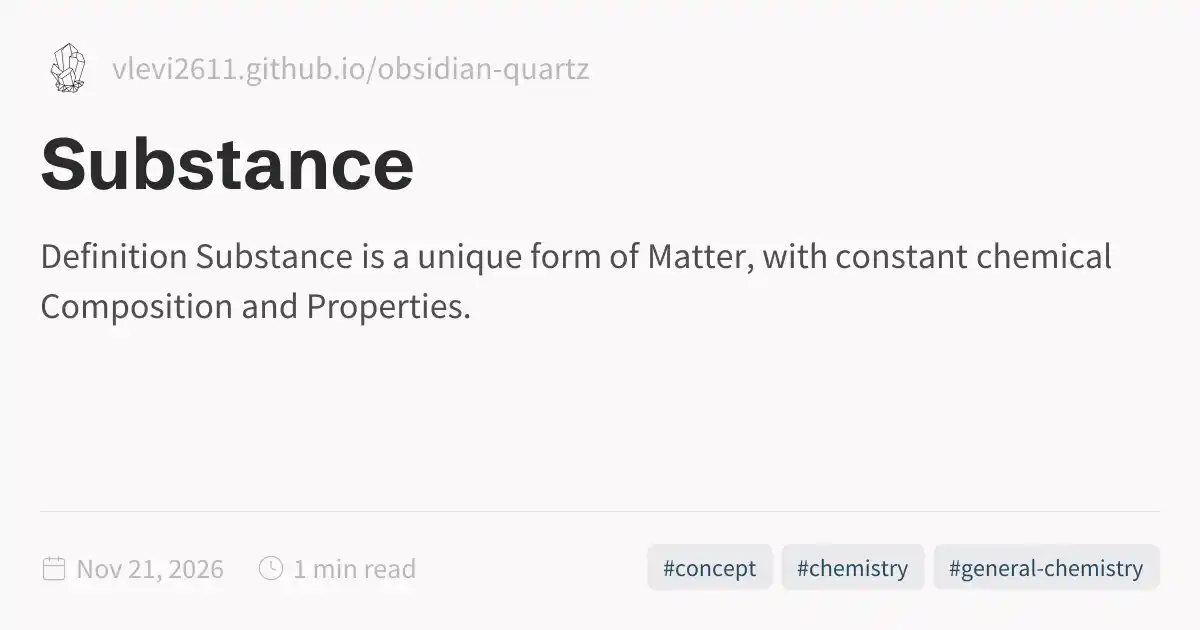 vlevi2611.github.io/obsidian-quartz
Substance
Definition Substance is a unique form of Matter, with constant chemical
Composition and Properties.
Nov 21, 2026 1 min read #concept #chemistry #general-chemistry